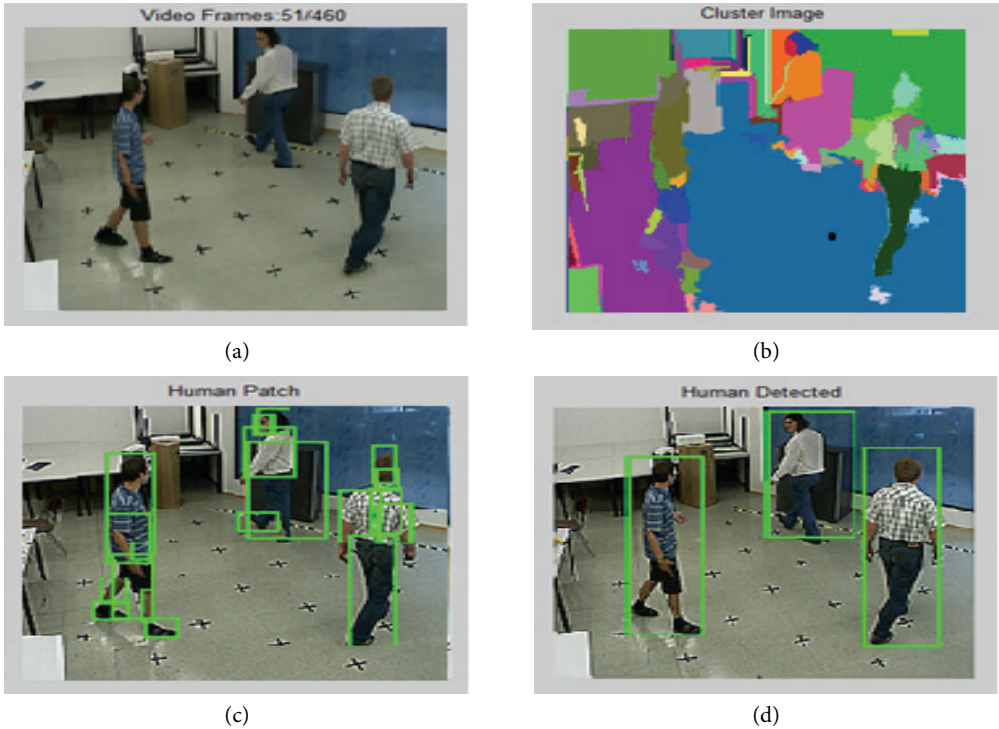 Video Frames:51/460
Cluster Image
(a)
(b)
Human Patch
Human Detected
(c)
(d)